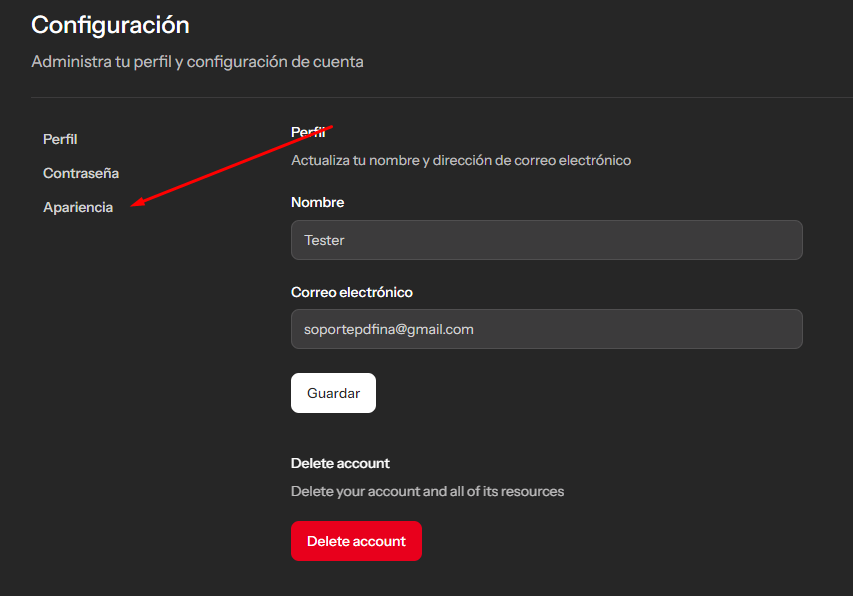 Configuración
Administra tu perfil y configuración de cuenta
Perfil
Contraseña
Apariencia
Perfil
Actualiza tu nombre y dirección de correo electrónico
Nombre
Tester
Correo electrónico
soportepdfina@gmail.com
Guardar
Delete account
Delete your account and all of its resources
Delete account